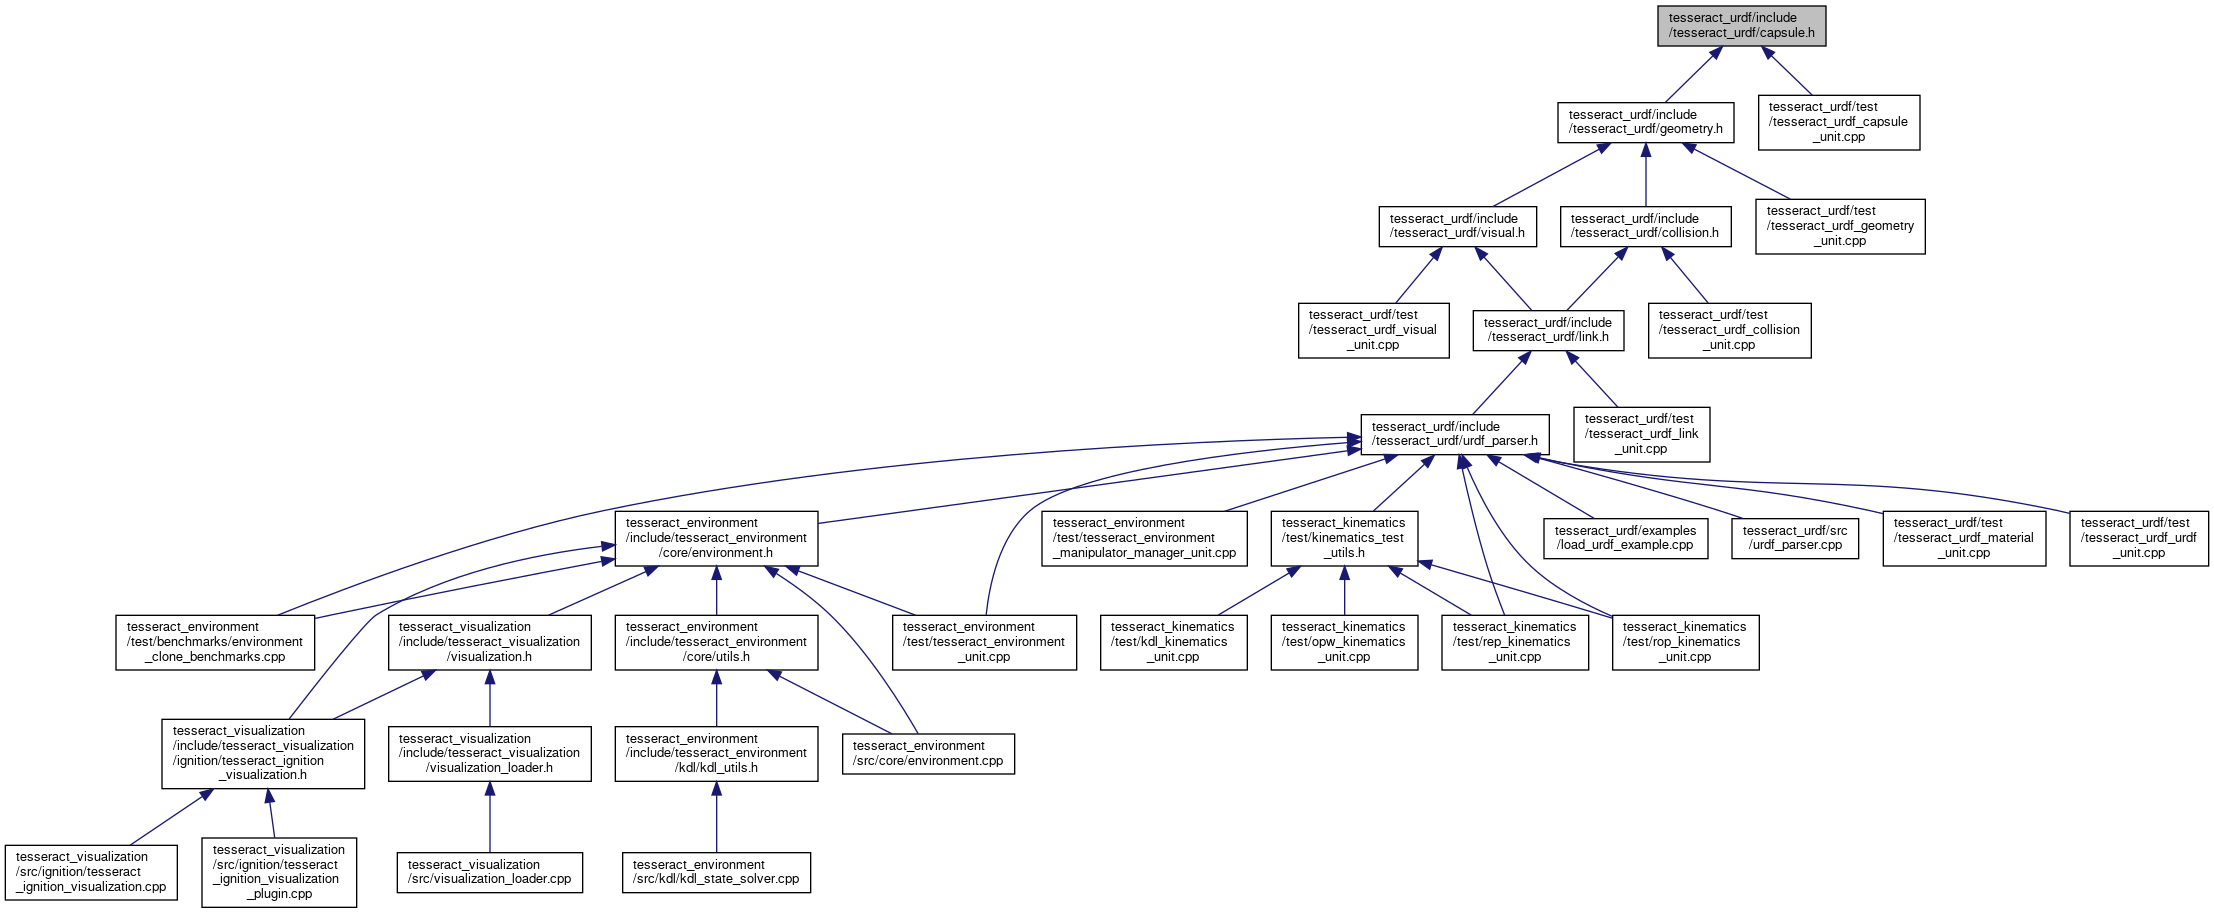 tesseract_urdf/include
/tesseract_urdf/capsule.h
tesseract_urdf/include
/tesseract_urdf/geometry.h
tesseract_urdf/test
/tesseract_urdf_capsule
_unit.cpp
tesseract_urdf/include
/tesseract_urdf/visual.h
tesseract_urdf/include
/tesseract_urdf/collision.h
tesseract_urdf/test
/tesseract_urdf_geometry
_unit.cpp
tesseract_urdf/test
/tesseract_urdf_visual
_unit.cpp
tesseract_urdf/include
/tesseract_urdf/link.h
tesseract_urdf/test
/tesseract_urdf_collision
_unit.cpp
tesseract_urdf/include
/tesseract_urdf/urdf_parser.h
tesseract_urdf/test
/tesseract_urdf_link
_unit.cpp
tesseract_environment
/include/tesseract_environment
/core/environment.h
tesseract_environment
/test/tesseract_environment
_manipulator_manager_unit.cpp
tesseract_kinematics
/test/kinematics_test
_utils.h
tesseract_urdf/examples
/load_urdf_example.cpp
tesseract_urdf/src
/urdf_parser.cpp
tesseract_urdf/test
/tesseract_urdf_material
_unit.cpp
tesseract_urdf/test
/tesseract_urdf_urdf
_unit.cpp
tesseract_environment
/test/benchmarks/environment
_clone_benchmarks.cpp
tesseract_visualization
/include/tesseract_visualization
/visualization.h
tesseract_environment
/include/tesseract_environment
/core/utils.h
tesseract_environment
/test/tesseract_environment
_unit.cpp
tesseract_kinematics
/test/kdl_kinematics
_unit.cpp
tesseract_kinematics
/test/opw_kinematics
_unit.cpp
tesseract_kinematics
/test/rep_kinematics
_unit.cpp
tesseract_kinematics
/test/rop_kinematics
_unit.cpp
tesseract_visualization
/include/tesseract_visualization
/ignition/tesseract_ignition
_visualization.h
tesseract_visualization
/include/tesseract_visualization
/visualization_loader.h
tesseract_environment
/include/tesseract_environment
/kdl/kdl_utils.h
tesseract_environment
/src/core/environment.cpp
tesseract_visualization
/src/ignition/tesseract
_ignition_visualization.cpp
tesseract_visualization
/src/ignition/tesseract
_ignition_visualization
_plugin.cpp
tesseract_visualization
/src/visualization_loader.cpp
tesseract_environment
/src/kdl/kdl_state_solver.cpp